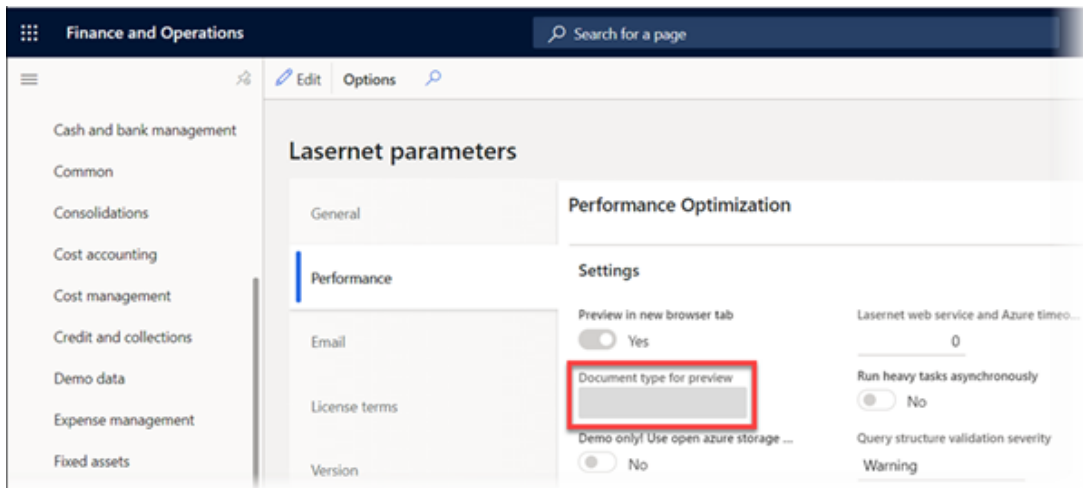 Finance and Operations
Search for a page
Edit Options
Cash and bank management
Common
Consolidations
Cost accounting
Cost management
Credit and collections
Demo data
Expense management
Fixed assets
Lasernet parameters
General
Performance
Email
License terms
Version
Performance Optimization
Settings
Preview in new browser tab
Yes
Lasernet web service and Azure timeo...
0
Document type for preview
Run heavy tasks asynchronously
No
Demo only! Use open azure storage ...
No
Query structure validation severity
Warning